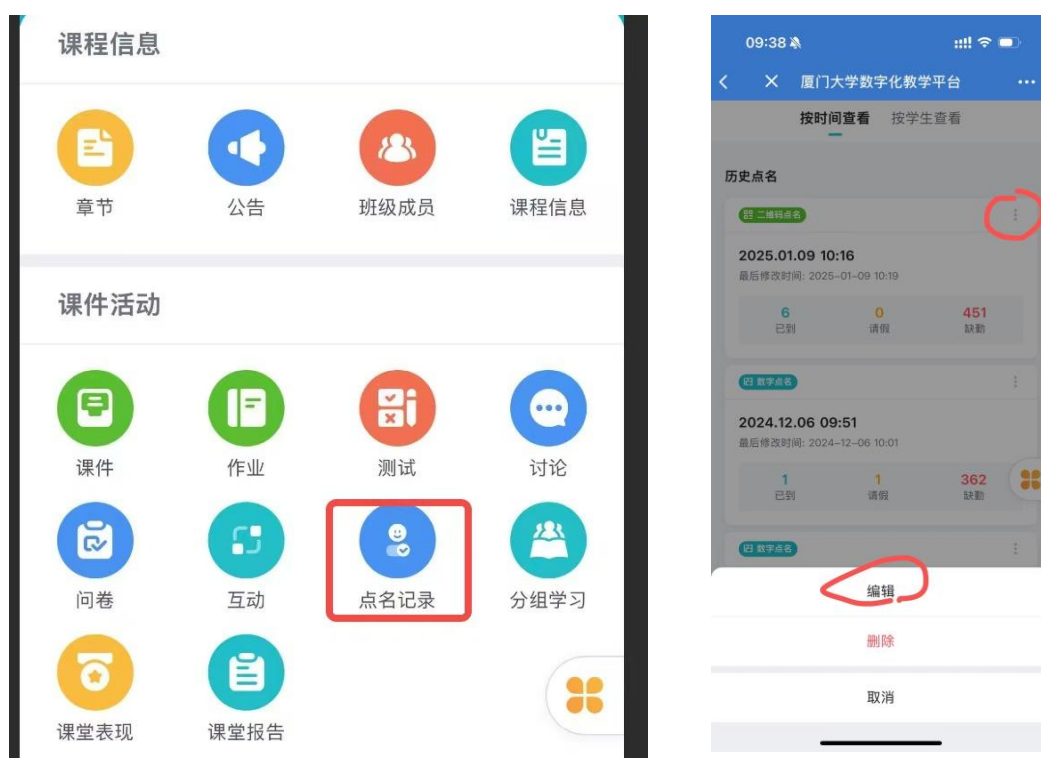 课程信息
章节
公告
班级成员
课程信息
课件活动
课件
作业
测试
讨论
问卷
互动
点名记录
分组学习
课堂表现
课堂报告
09:38
厦门大学数字化教学平台
按时间查看 按学生查看
历史点名
二维码点名
2025.01.09 10:16
最后修改时间: 2025-01-09 10:19
6 0 451
已到 请假 缺勤
数字点名
2024.12.06 09:51
最后修改时间: 2024-12-06 10:01
1 1 362
已到 请假 缺勤
数字点名
编辑
删除
取消